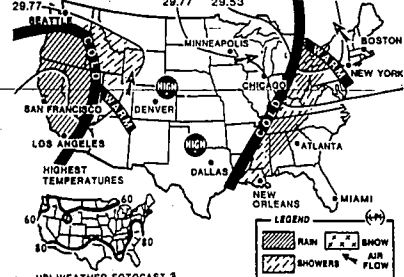 29.77
29.77 29.53
SEATTLE
BOSTON
MINNEAPOLIS
COLD
WARM
NEW YORK
HIGH
CHICAGO
SAN FRANCISCO
WARM
DENVER
COLD
LOS ANGELES
HIGH
ATLANTA
HIGHEST
TEMPERATURES
DALLAS
NEW
ORLEANS
MIAMI
60
60
80
80
LEGEND
RAIN
SNOW
SHOWERS
AIR
FLOW
UPI WEATHER FOTOCAST